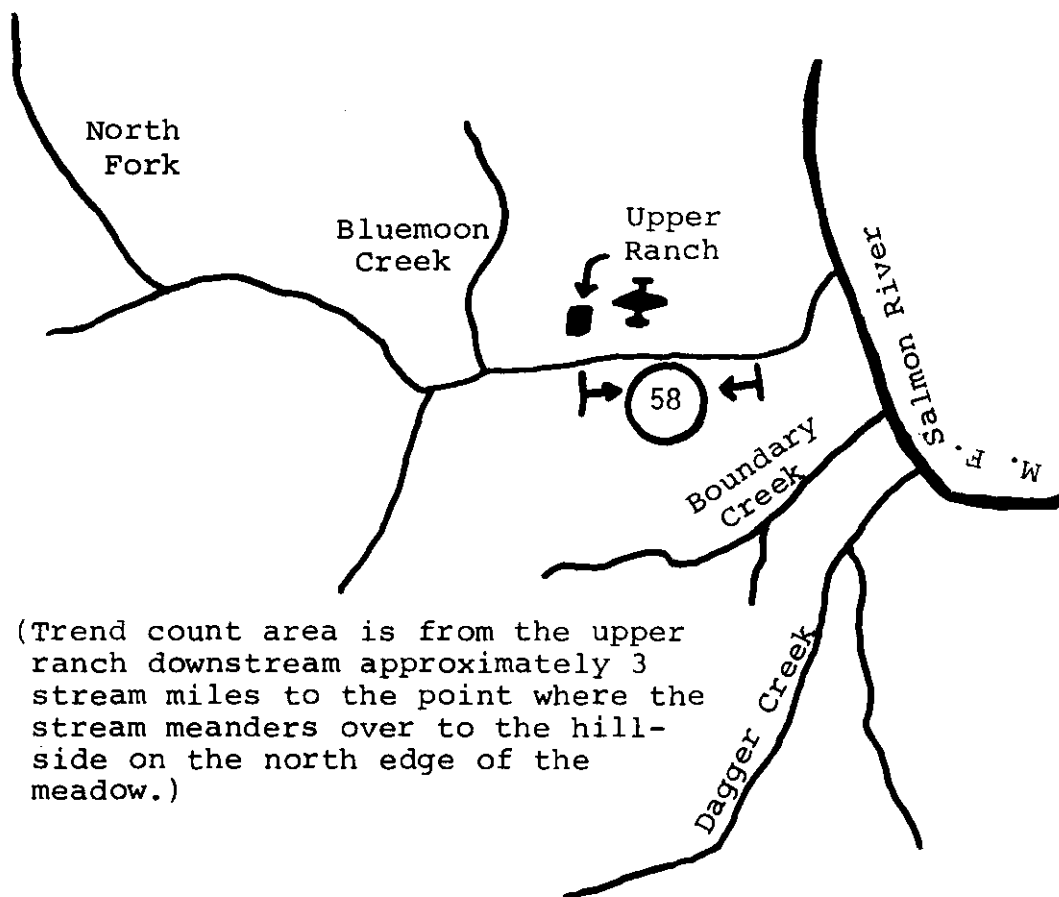 North
Fork
Bluemoon
Creek
Upper
Ranch
M. F. Salmon River
58
Boundary
Creek
Dagger Creek
(Trend count area is from the upper
ranch downstream approximately 3
stream miles to the point where the
stream meanders over to the hill-
side on the north edge of the
meadow.)